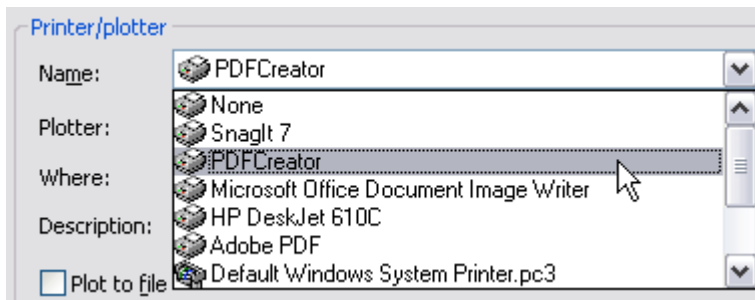 Printer/plotter
Name: PDFCreator
None
Plotter: SnagIt 7
PDFCreator
Where: Microsoft Office Document Image Writer
HP DeskJet 610C
Description: Adobe PDF
Plot to file Default Windows System Printer.pc3